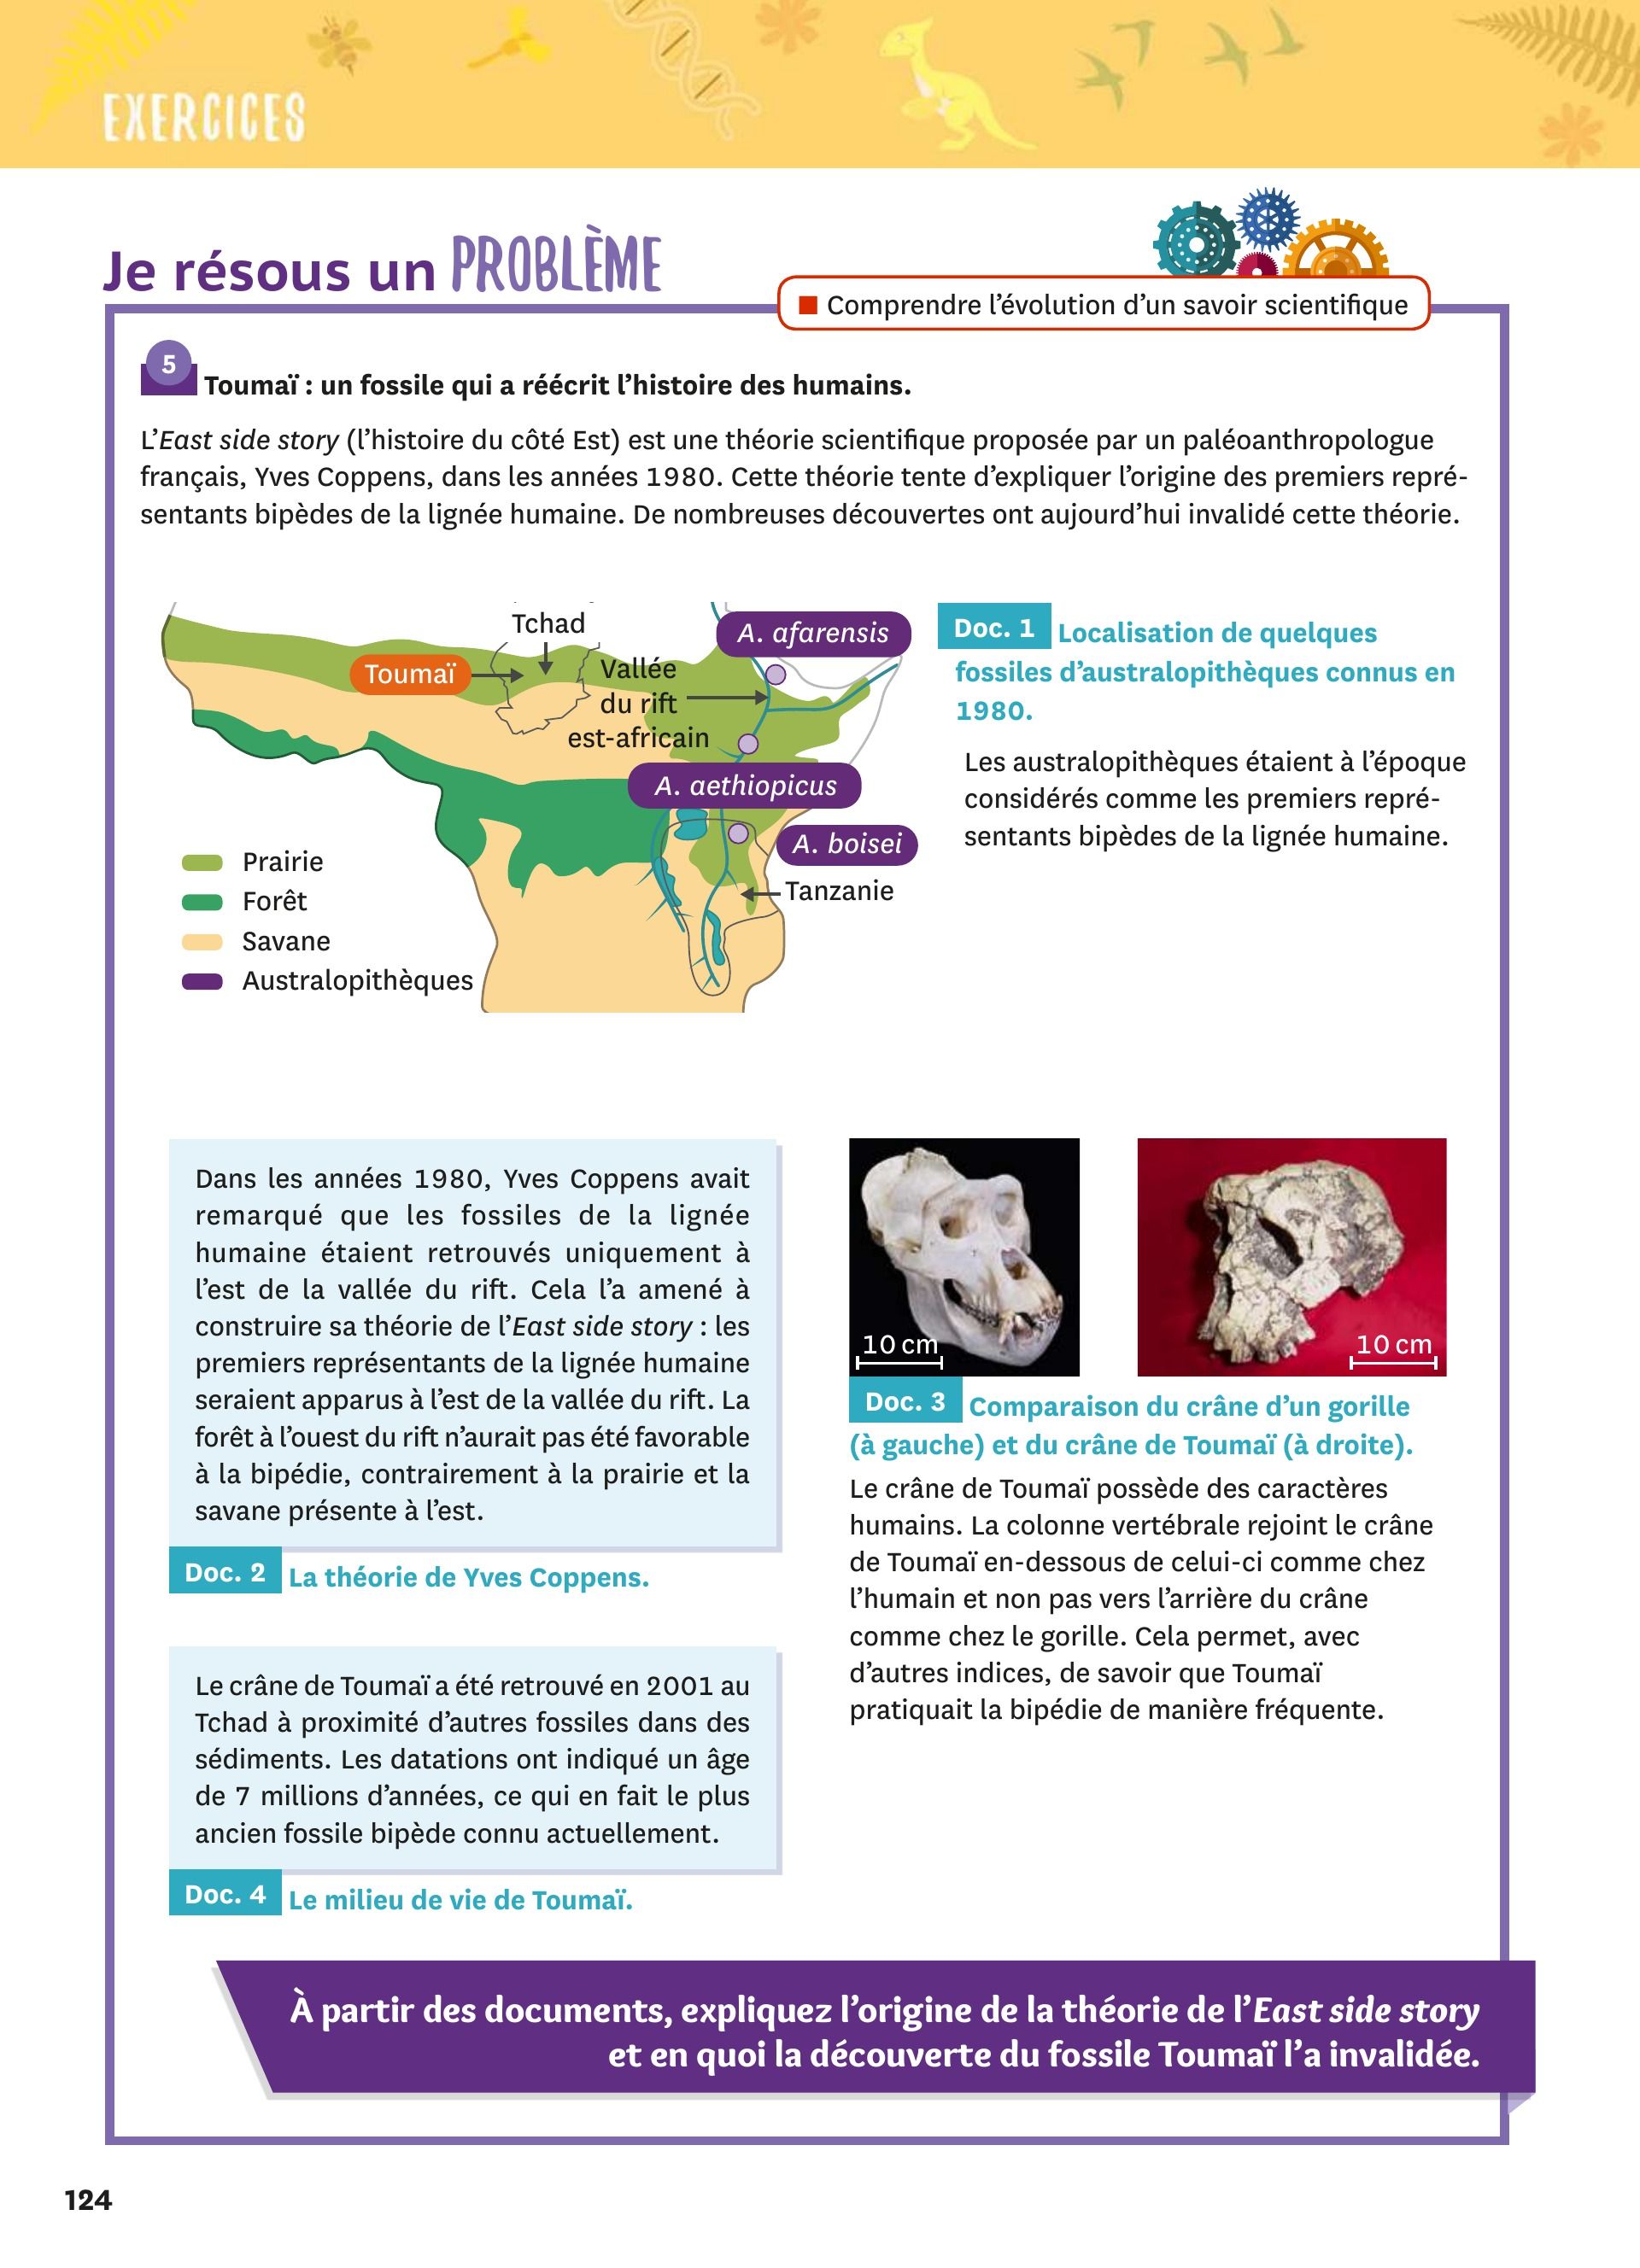 EXERCICES
Je résous un PROBLÈME
Comprendre l'évolution d'un savoir scientifique
5
Toumaï : un fossile qui a réécrit l'histoire des humains.
L'East side story (l'histoire du côté Est) est une théorie scientifique proposée par un paléoanthropologue
français, Yves Coppens, dans les années 1980. Cette théorie tente d'expliquer l'origine des premiers repré-
sentants bipèdes de la lignée humaine. De nombreuses découvertes ont aujourd'hui invalidé cette théorie.
Tchad
A. afarensis
Toumaï
Vallée
du rift
est-africain
A. aethiopicus
A. boisei
Tanzanie
Prairie
Forêt
Savane
Australopithèques
Doc. 1 Localisation de quelques
fossiles d'australopithèques connus en
1980.
Les australopithèques étaient à l'époque
considérés comme les premiers repré-
sentants bipèdes de la lignée humaine.
Dans les années 1980, Yves Coppens avait
remarqué que les fossiles de la lignée
humaine étaient retrouvés uniquement à
l'est de la vallée du rift. Cela l'a amené à
construire sa théorie de l'East side story : les
premiers représentants de la lignée humaine
seraient apparus à l'est de la vallée du rift. La
forêt à l'ouest du rift n'aurait pas été favorable
à la bipédie, contrairement à la prairie et la
savane présente à l'est.
Doc. 2 La théorie de Yves Coppens.
10 cm
10 cm
Doc. 3 Comparaison du crâne d'un gorille
(à gauche) et du crâne de Toumaï (à droite).
Le crâne de Toumaï possède des caractères
humains. La colonne vertébrale rejoint le crâne
de Toumaï en-dessous de celui-ci comme chez
l'humain et non pas vers l'arrière du crâne
comme chez le gorille. Cela permet, avec
d'autres indices, de savoir que Toumaï
pratiquait la bipédie de manière fréquente.
Le crâne de Toumaï a été retrouvé en 2001 au
Tchad à proximité d'autres fossiles dans des
sédiments. Les datations ont indiqué un âge
de 7 millions d'années, ce qui en fait le plus
ancien fossile bipède connu actuellement.
Doc. 4 Le milieu de vie de Toumaï.
À partir des documents, expliquez l'origine de la théorie de l'East side story
et en quoi la découverte du fossile Toumaï l'a invalidée.
124